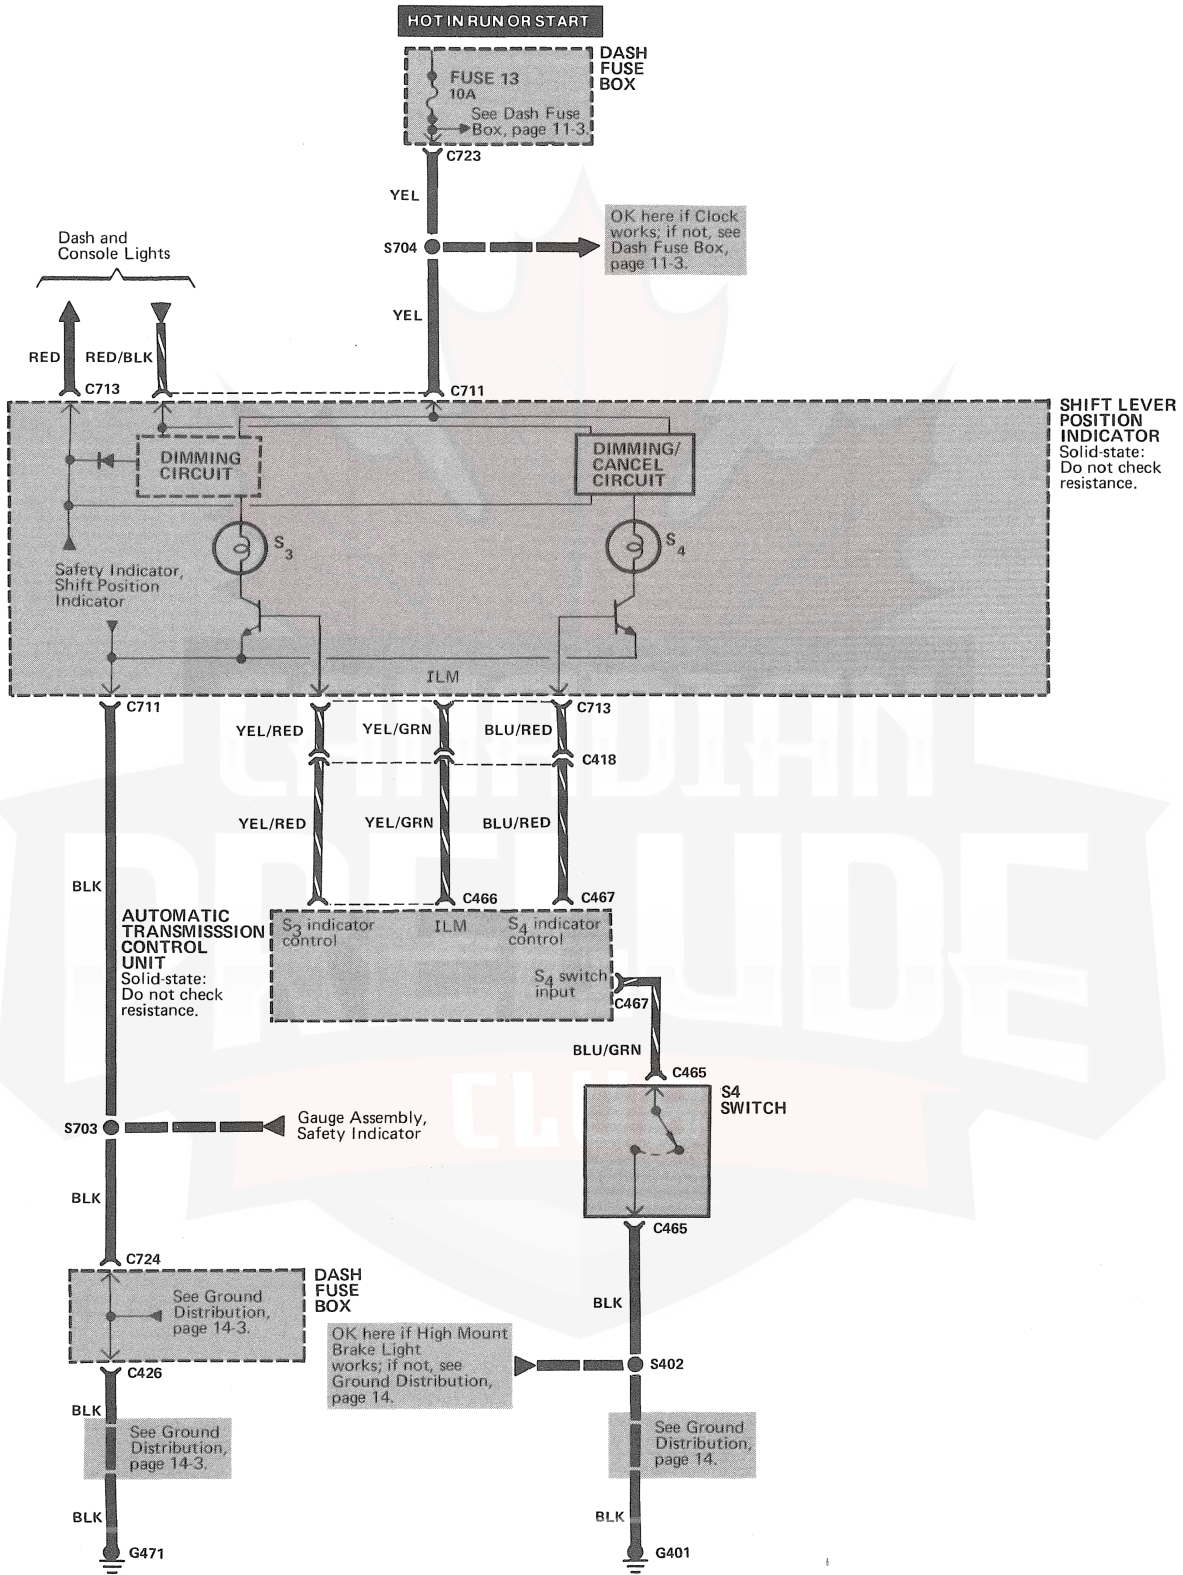 HOT IN RUN OR START
DASH
FUSE
BOX
FUSE 13
10A
See Dash Fuse
Box, page 11-3.
C723
YEL
S704
OK here if Clock
works; if not, see
Dash Fuse Box,
page 11-3.
Dash and
Console Lights
YEL
RED
RED/BLK
C713
C711
SHIFT LEVER
POSITION
INDICATOR
Solid-state:
Do not check
resistance.
DIMMING
CIRCUIT
DIMMING/
CANCEL
CIRCUIT
S3
S4
Safety Indicator,
Shift Position
Indicator
ILM
C711
C713
YEL/RED
YEL/GRN
BLU/RED
C418
YEL/RED
YEL/GRN
BLU/RED
CANADIAN
PRELUDE
CLUB
BLK
C466
C467
AUTOMATIC
TRANSMISSSION
CONTROL
UNIT
Solid-state:
Do not check
resistance.
S3 indicator
control
ILM
S4 indicator
control
S4 switch
input
C467
BLU/GRN
C465
S4
SWITCH
S703
Gauge Assembly,
Safety Indicator
BLK
C465
C724
DASH
FUSE
BOX
See Ground
Distribution,
page 14-3.
BLK
OK here if High Mount
Brake Light
works; if not, see
Ground Distribution,
page 14.
S402
C426
BLK
See Ground
Distribution,
page 14-3.
See Ground
Distribution,
page 14.
BLK
BLK
G471
G401